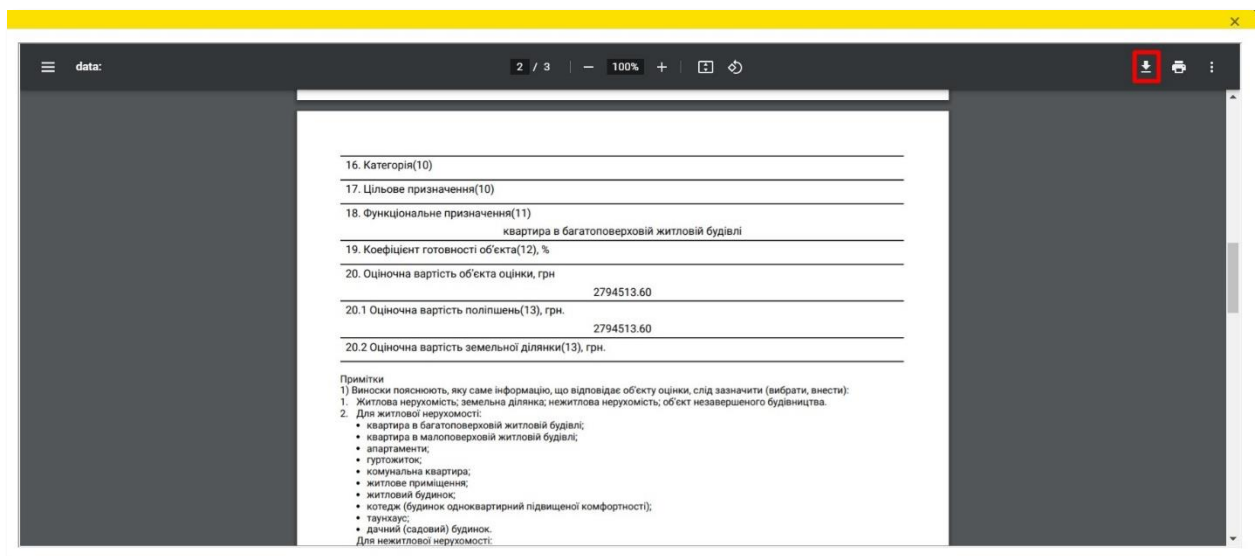 data:
2 / 3
100%
16. Категорія(10)
17. Цільове призначення(10)
18. Функціональне призначення(11)
квартира в багатоповерховій житловій будівлі
19. Коефіцієнт готовності об'єкта(12), %
20. Оціночна вартість об'єкта оцінки, грн
2794513.60
20.1 Оціночна вартість поліпшень(13), грн.
2794513.60
20.2 Оціночна вартість земельної ділянки(13), грн.
Примітки
1) Виноски пояснюють, яку саме інформацію, що відповідає об'єкту оцінки, слід зазначити (вибрати, внести):
1. Житлова нерухомість; земельна ділянка; нежитлова нерухомість; об'єкт незавершеного будівництва.
2. Для житлової нерухомості:
• квартира в багатоповерховій житловій будівлі;
• квартира в малоповерховій житловій будівлі;
• апартаменти;
• гуртожиток;
• комунальна квартира;
• житлове приміщення;
• житловий будинок;
• котедж (будинок одноквартирний підвищеної комфортності);
• таунхаус;
• дачний (садовий) будинок.
Для нежитлової нерухомості: